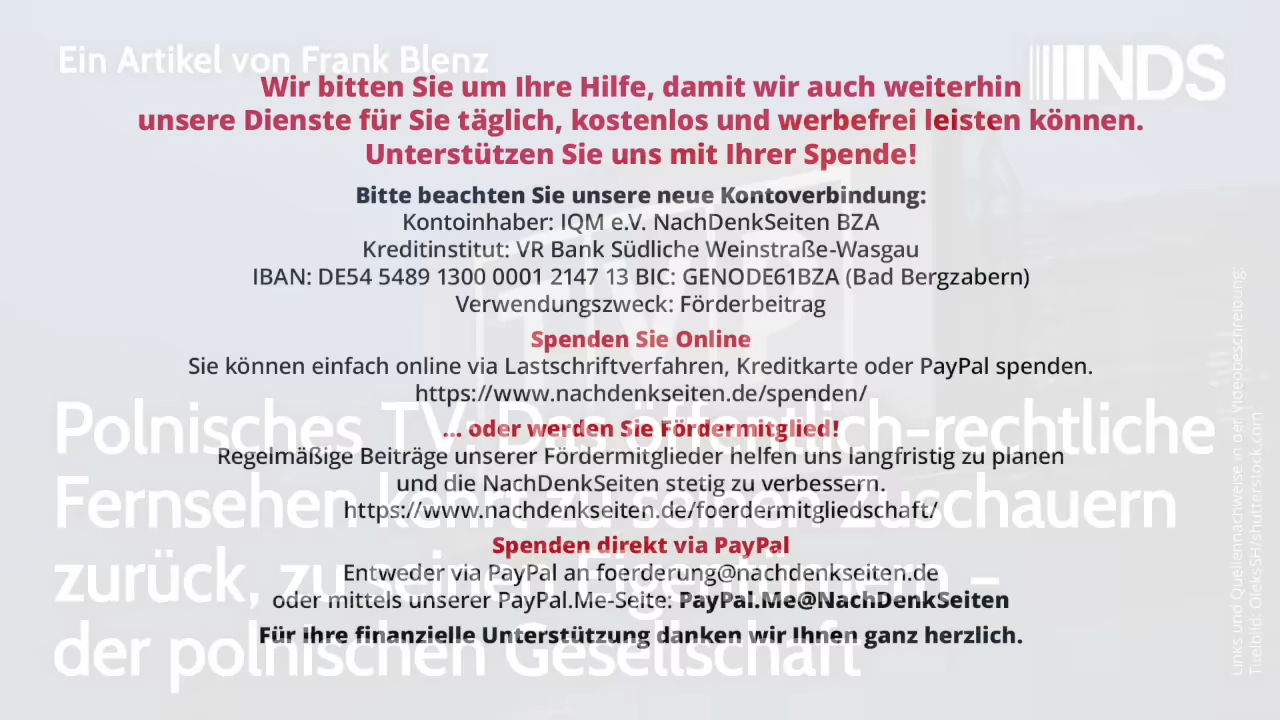 Ein Artikel von Frank Blenz
NDS
Wir bitten Sie um Ihre Hilfe, damit wir auch weiterhin
unsere Dienste für Sie täglich, kostenlos und werbefrei leisten können.
Unterstützen Sie uns mit Ihrer Spende!
Bitte beachten Sie unsere neue Kontoverbindung:
Kontoinhaber: IQM e.V. NachDenkSeiten BZA
Kreditinstitut: VR Bank Südliche Weinstraße-Wasgau
IBAN: DE54 5489 1300 0001 2147 13 BIC: GENODE61BZA (Bad Bergzabern)
Verwendungszweck: Förderbeitrag
TVP
Spenden Sie Online
Sie können einfach online via Lastschriftverfahren, Kreditkarte oder PayPal spenden.
https://www.nachdenkseiten.de/spenden/
... oder werden Sie Fördermitglied!
Regelmäßige Beiträge unserer Fördermitglieder helfen uns langfristig zu planen
und die NachDenkSeiten stetig zu verbessern.
https://www.nachdenkseiten.de/foerdermitgliedschaft/
Spenden direkt via PayPal
Entweder via PayPal an foerderung@nachdenkseiten.de
oder mittels unserer PayPal.Me-Seite: PayPal.Me@NachDenkSeiten
Für Ihre finanzielle Unterstützung danken wir Ihnen ganz herzlich.
Polnisches TV: Das öffentlich-rechtliche
Fernsehen kehrt zu seinen Zuschauern
zurück, zu seinen Eigentümern –
der polnischen Gesellschaft
Links und Quellennachweise in der Videobeschreibung;
Titelbild: OleksSH/shutterstock.com